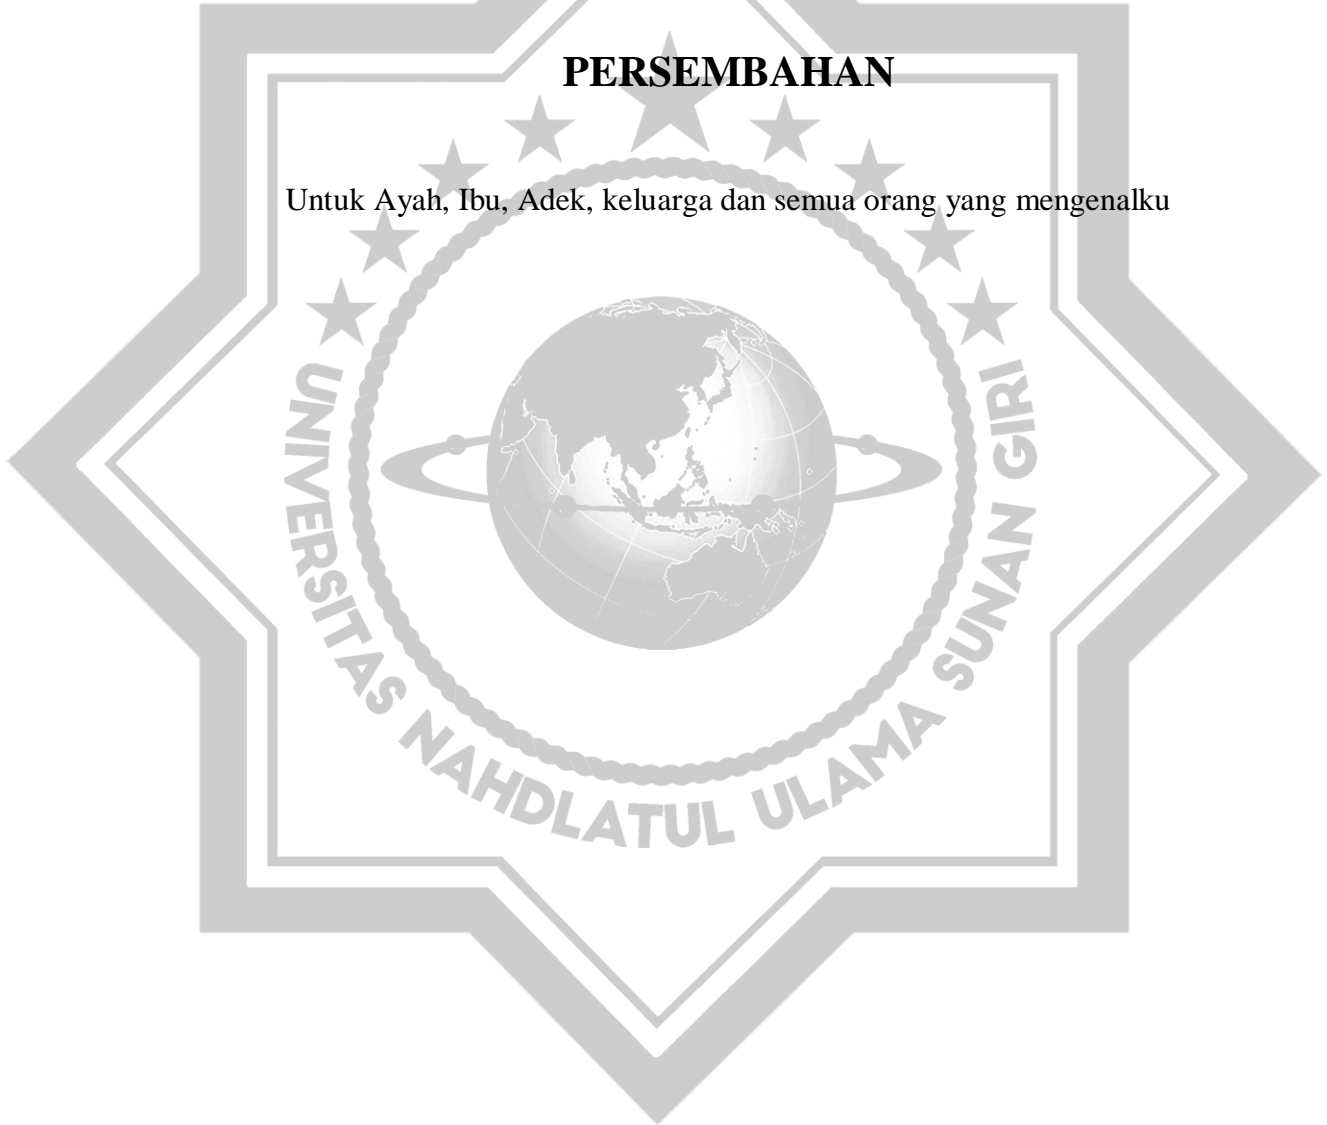 PERSEMBAHAN
Untuk Ayah, Ibu, Adek, keluarga dan semua orang yang mengenalku
UNIVERSITAS NAHDLATUL ULAMA SUNAN GIRI